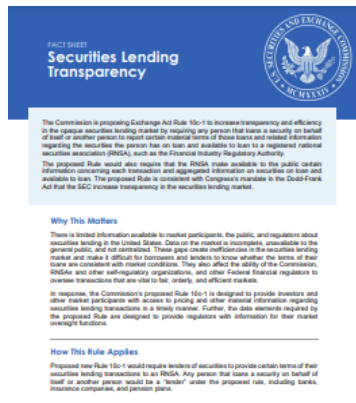 FACT SHEET
Securities Lending
Transparency
U.S. SECURITIES AND EXCHANGE COMMISSION
MCMXXXIV
The Commission is proposing Exchange Act Rule 10c-1 to increase transparency and efficiency
in the opaque securities lending market by requiring any person that loans a security on behalf
of itself or another person to report certain material terms of those loans and related information
regarding the securities the person has on loan and available to loan to a registered national
securities association (RNSA), such as the Financial Industry Regulatory Authority.
The proposed Rule would also require that the RNSA make available to the public certain
information concerning each transaction and aggregated information on securities on loan and
available to loan. The proposed Rule is consistent with Congress's mandate in the Dodd-Frank
Act that the SEC increase transparency in the securities lending market.
Why This Matters
There is limited information available to market participants, the public, and regulators about
securities lending in the United States. Data on the market is incomplete, unavailable to the
general public, and not centralized. These gaps create inefficiencies in the securities lending
market and make it difficult for borrowers and lenders to know whether the terms of their
loans are consistent with market conditions. They also affect the ability of the Commission,
RNSAs and other self-regulatory organizations, and other Federal financial regulators to
oversee transactions that are vital to fair, orderly, and efficient markets.
In response, the Commission's proposed Rule 10c-1 is designed to provide investors and
other market participants with access to pricing and other material information regarding
securities lending transactions in a timely manner. Further, the data elements required by
the proposed Rule are designed to provide regulators with information for their market
oversight functions.
How This Rule Applies
Proposed new Rule 10c-1 would require lenders of securities to provide certain terms of their
securities lending transactions to an RNSA. Any person that loans a security on behalf of
itself or another person would be a "lender" under the proposed rule, including banks,
insurance companies, and pension plans.